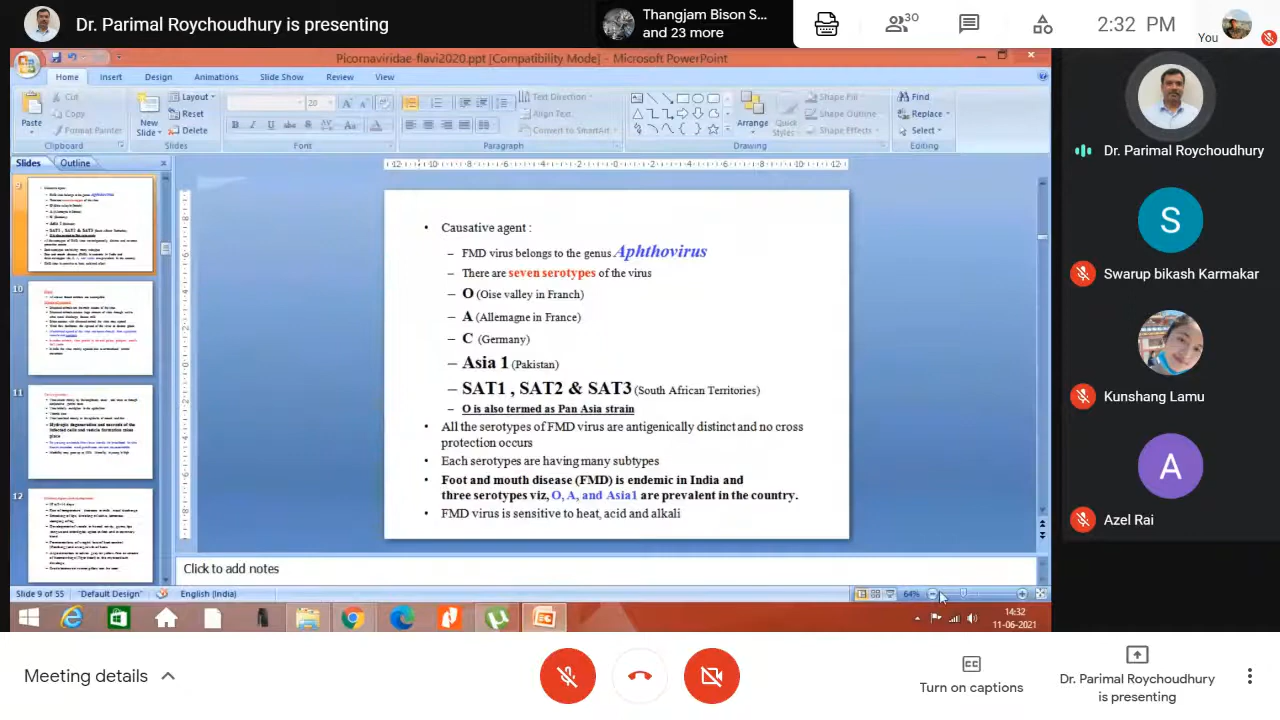 Dr. Parimal Roychoudhury is presenting
Thangjam Bison S...
and 23 more
30
2:32 PM
You
Picornaviridae-flavi2020.ppt [Compatibility Mode] - Microsoft PowerPoint
Home Insert Design Animations Slide Show Review View
Paste
Cut
Copy
Format Painter
Clipboard
New
Slide
Layout
Reset
Delete
Slides
20
Font
Text Direction
Align Text
Convert to SmartArt
Paragraph
Arrange
Quick
Styles
Shape Fill
Shape Outline
Shape Effects
Drawing
Find
Replace
Select
Editing
Slides Outline
9
10
11
12
• Causative agent :
– FMD virus belongs to the genus Aphthovirus
– There are seven serotypes of the virus
– O (Oise valley in Franch)
– A (Allemagne in France)
– C (Germany)
– Asia 1 (Pakistan)
– SAT1 , SAT2 & SAT3 (South African Territories)
– O is also termed as Pan Asia strain
• All the serotypes of FMD virus are antigenically distinct and no cross
protection occurs
• Each serotypes are having many subtypes
• Foot and mouth disease (FMD) is endemic in India and
three serotypes viz, O, A, and Asia1 are prevalent in the country.
• FMD virus is sensitive to heat, acid and alkali
Click to add notes
Slide 9 of 55 "Default Design" English (India) 64%
14:32
11-06-2021
Dr. Parimal Roychoudhury
S
Swarup bikash Karmakar
Kunshang Lamu
A
Azel Rai
Meeting details
CC
Turn on captions
Dr. Parimal Roychoudhury
is presenting